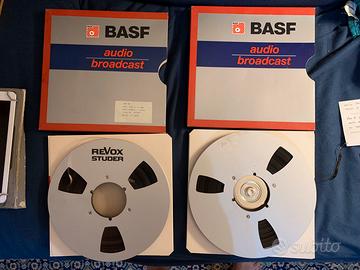 BASF
audio
broadcast
BASF
audio
broadcast
REVOX
STUDER
subito